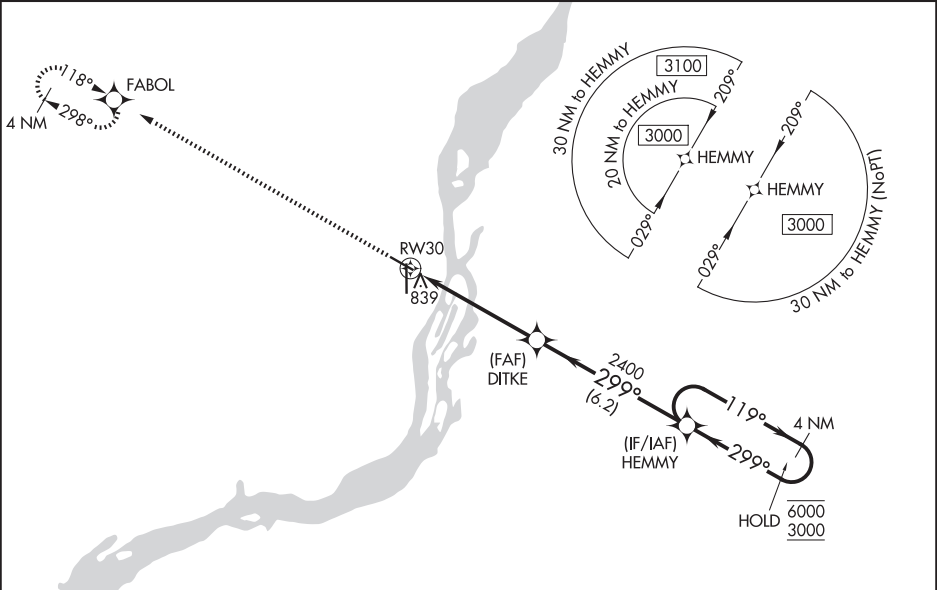 118°
FABOL
298°
4 NM
30 NM to HEMMY
3100
209°
20 NM to HEMMY
3000
HEMMY
029°
209°
HEMMY
3000
029°
30 NM to HEMMY (NoPT)
RW30
839
(FAF)
DITKE
2400
299°
(6.2)
(IF/IAF)
HEMMY
119°
4 NM
299°
HOLD
6000
3000